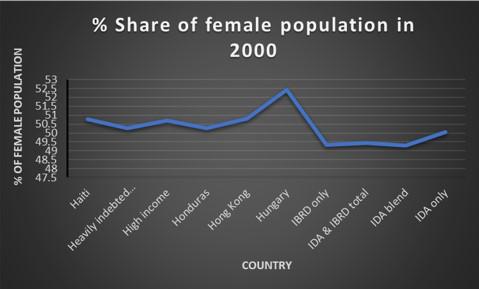 % Share of female population in
2000
% OF FEMALE POPULATION
53
52.5
52
51.5
51
50.5
50
49.5
49
48.5
48
47.5
Haiti
Heavily indebted...
High income
Honduras
Hong Kong
Hungary
IBRD only
IDA & IBRD total
IDA blend
IDA only
COUNTRY